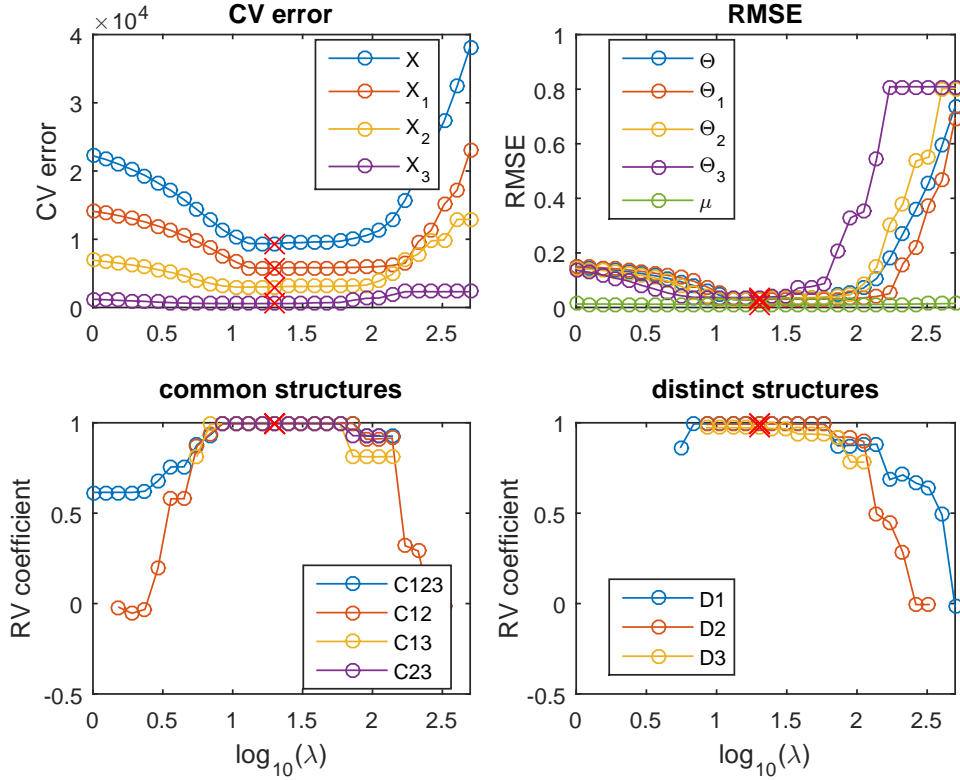 CV error
×10⁴
4
3
2
1
0
CV error
0 0.5 1 1.5 2 2.5
X
X₁
X₂
X₃
RMSE
1
0.8
0.6
0.4
0.2
0
RMSE
0 0.5 1 1.5 2 2.5
Θ
Θ₁
Θ₂
Θ₃
μ
common structures
1
0.5
0
-0.5
RV coefficient
0 0.5 1 1.5 2 2.5
log₁₀(λ)
C123
C12
C13
C23
distinct structures
1
0.5
0
-0.5
RV coefficient
0 0.5 1 1.5 2 2.5
log₁₀(λ)
D1
D2
D3